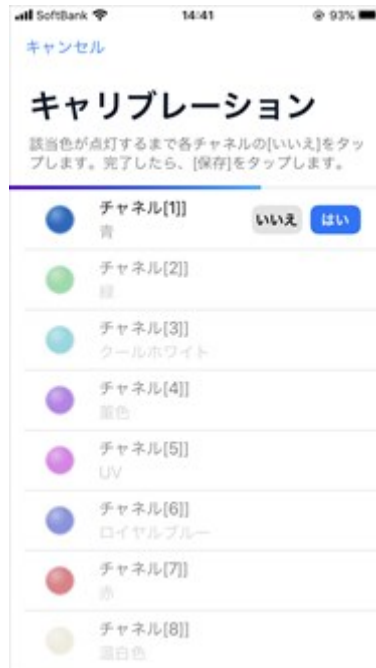 SoftBank 14:41 93%
キャンセル
キャリブレーション
該当色が点灯するまで各チャネルの[いいえ]をタッ
プします。完了したら、[保存]をタップします。
チャネル[1]]
青
いいえ はい
チャネル[2]]
緑
チャネル[3]]
クールホワイト
チャネル[4]]
菫色
チャネル[5]]
UV
チャネル[6]]
ロイヤルブルー
チャネル[7]]
赤
チャネル[8]]
温白色